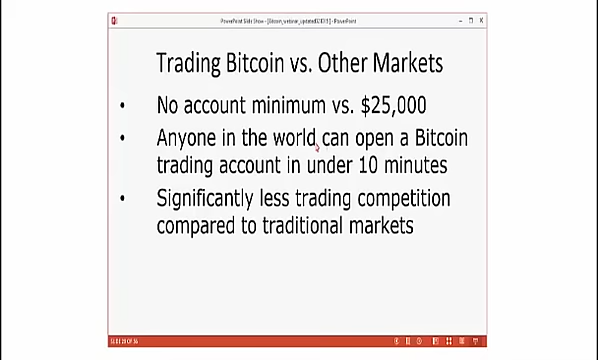 Trading Bitcoin vs. Other Markets
• No account minimum vs. $25,000
• Anyone in the world can open a Bitcoin
trading account in under 10 minutes
• Significantly less trading competition
compared to traditional markets